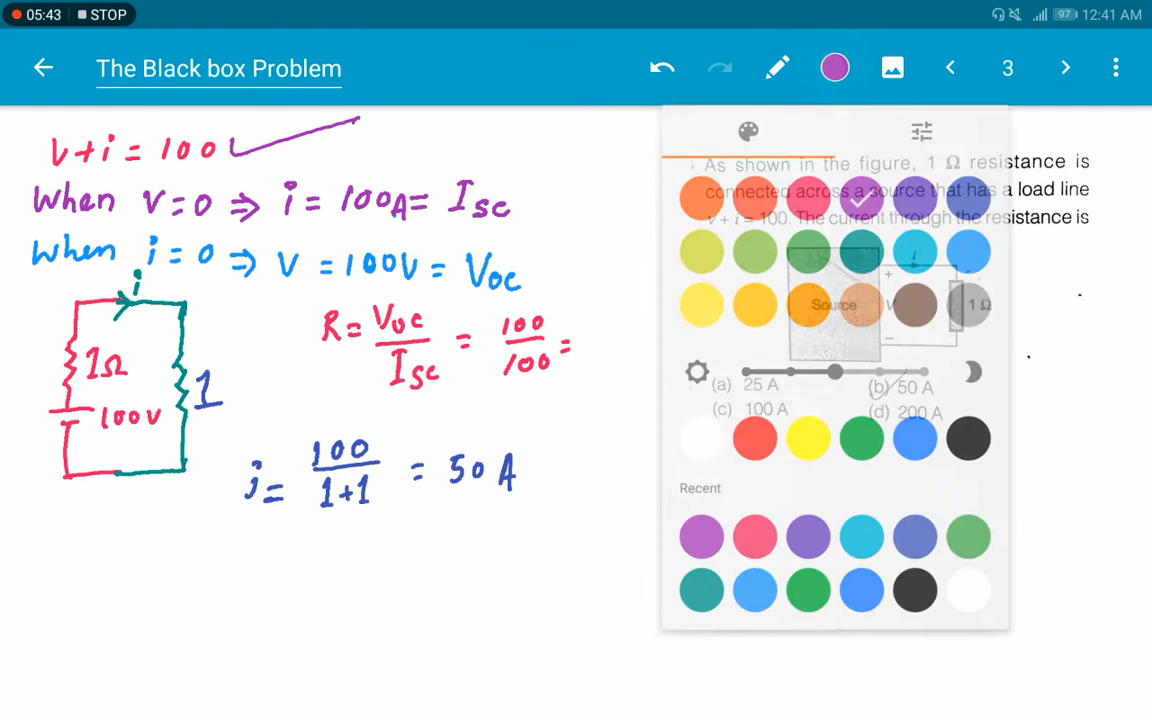 05:43 STOP 97 12:41 AM
The Black box Problem 3
V+i = 100
When V=0 ⇒ i = 100A = Isc
When i = 0 ⇒ V = 100V = Voc
i
R = Voc/Isc = 100/100 =
1Ω
1
100V
i = 100/(1+1) = 50 A
As shown in the figure, 1 Ω resistance is
connected across a source that has a load line
v + i = 100. The current through the resistance is
i
+
Source V 1 Ω
−
(a) 25 A (b) 50 A
(c) 100 A (d) 200 A
Recent